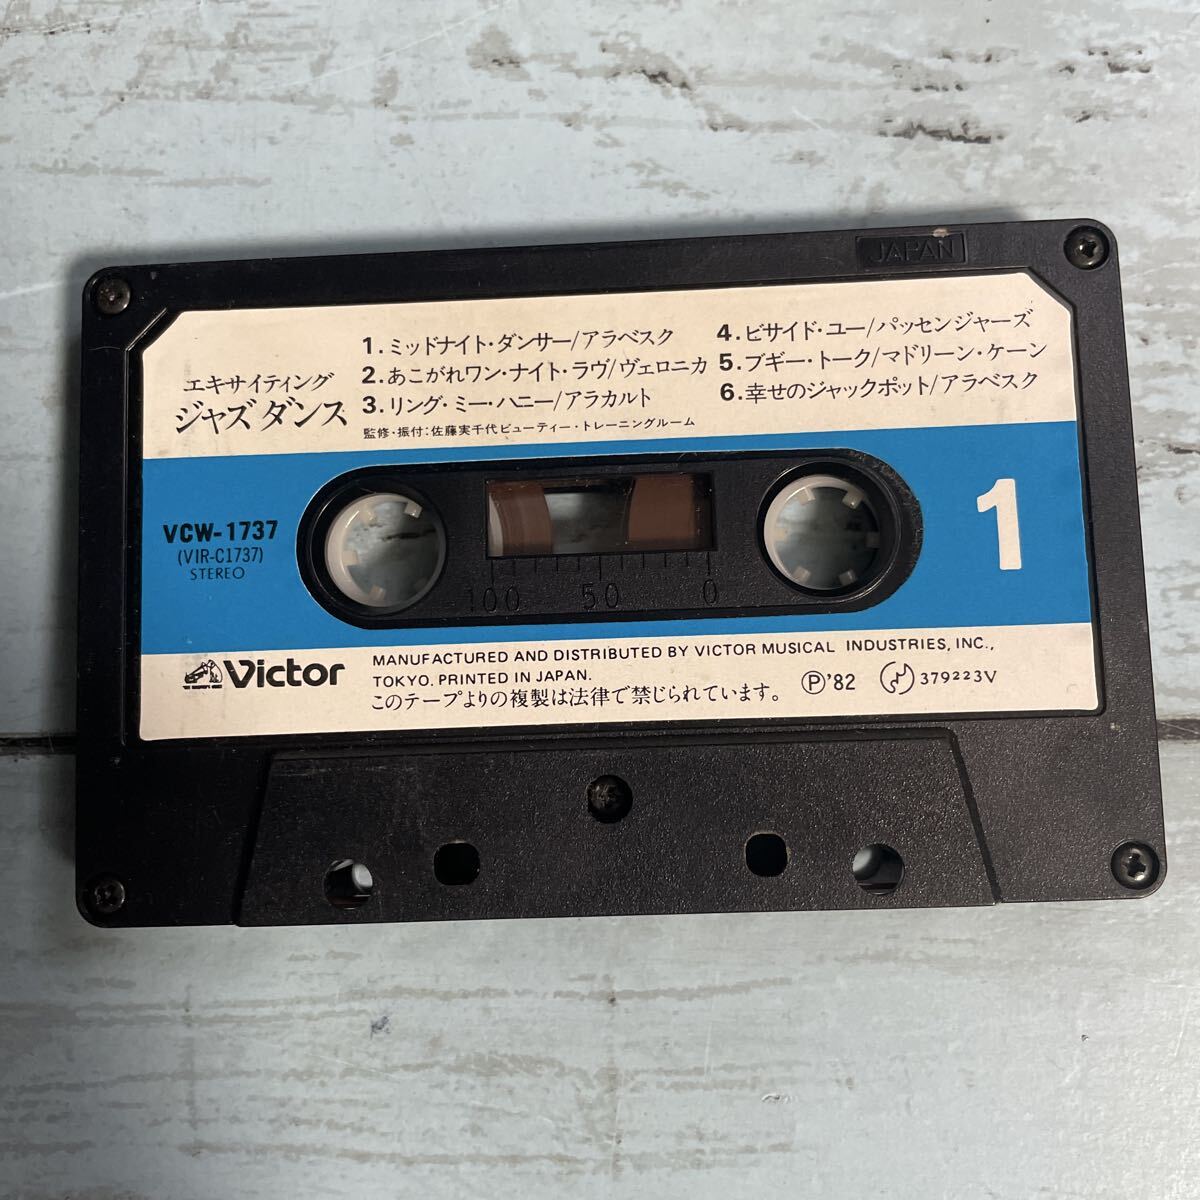 JAPAN
エキサイティング
ジャズ ダンス
1.ミッドナイト・ダンサー/アラベスク
2.あこがれワン・ナイト・ラヴ/ヴェロニカ
3.リング・ミー・ハニー/アラカルト
4.ビサイド・ユー/パッセンジャーズ
5.ブギー・トーク/マドリーン・ケーン
6.幸せのジャックポット/アラベスク
監修・振付:佐藤実千代ビューティー・トレーニングルーム
VCW-1737
(VIR-C1737)
STEREO
1
100 50 0
Victor
MANUFACTURED AND DISTRIBUTED BY VICTOR MUSICAL INDUSTRIES, INC.,
TOKYO. PRINTED IN JAPAN.
このテープよりの複製は法律で禁じられています。
Ⓟ'82
379223V